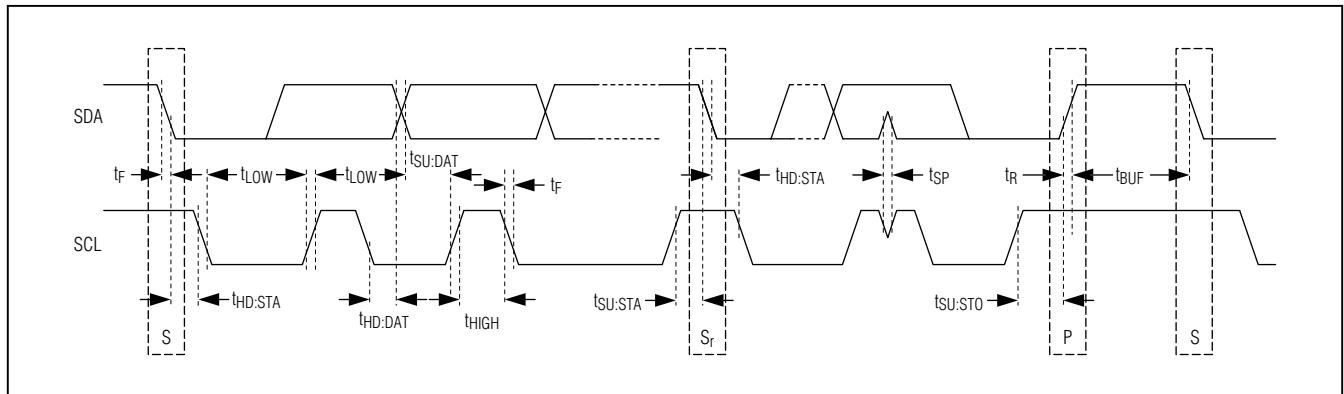 SDA
tSU:DAT
tF tLOW tLOW tF tHD:STA tSP tR tBUF
SCL
tHD:STA tHD:DAT tHIGH tSU:STA tSU:STO
S Sr P S